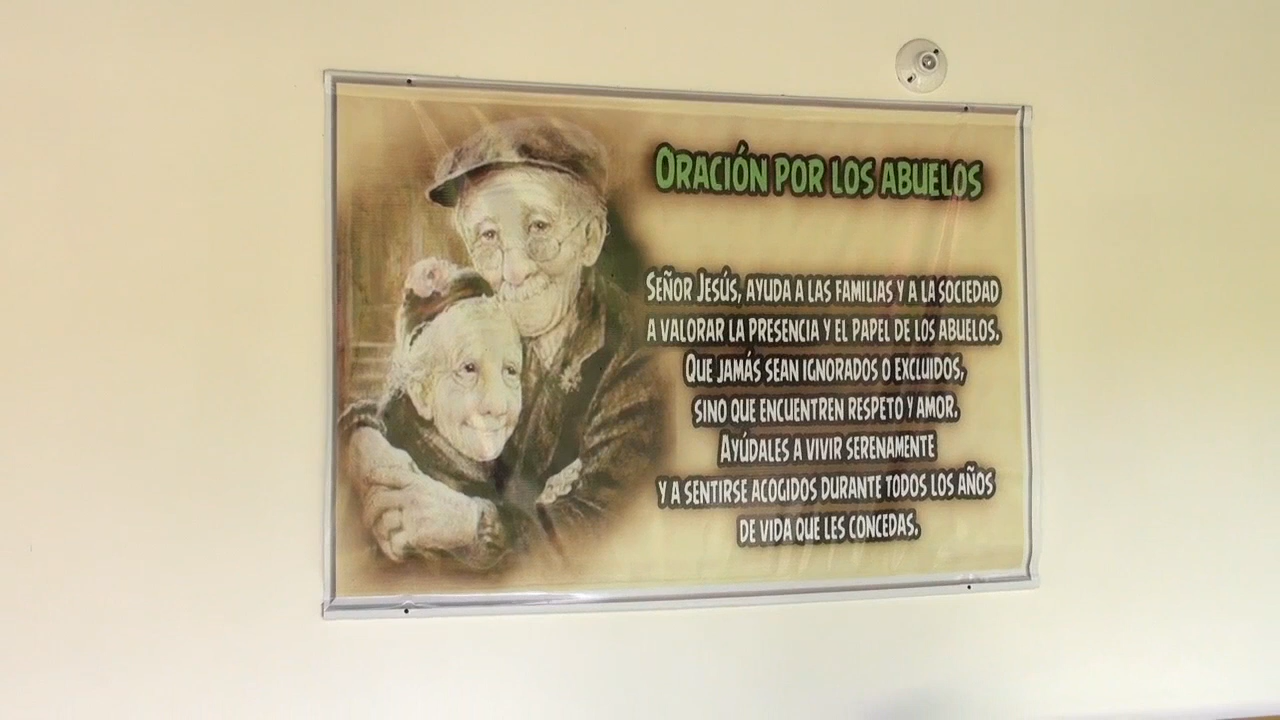 ORACIÓN POR LOS ABUELOS
SEÑOR JESÚS, AYUDA A LAS FAMILIAS Y A LA SOCIEDAD
A VALORAR LA PRESENCIA Y EL PAPEL DE LOS ABUELOS.
QUE JAMÁS SEAN IGNORADOS O EXCLUIDOS,
SINO QUE ENCUENTREN RESPETO Y AMOR.
AYÚDALES A VIVIR SERENAMENTE
Y A SENTIRSE ACOGIDOS DURANTE TODOS LOS AÑOS
DE VIDA QUE LES CONCEDAS.